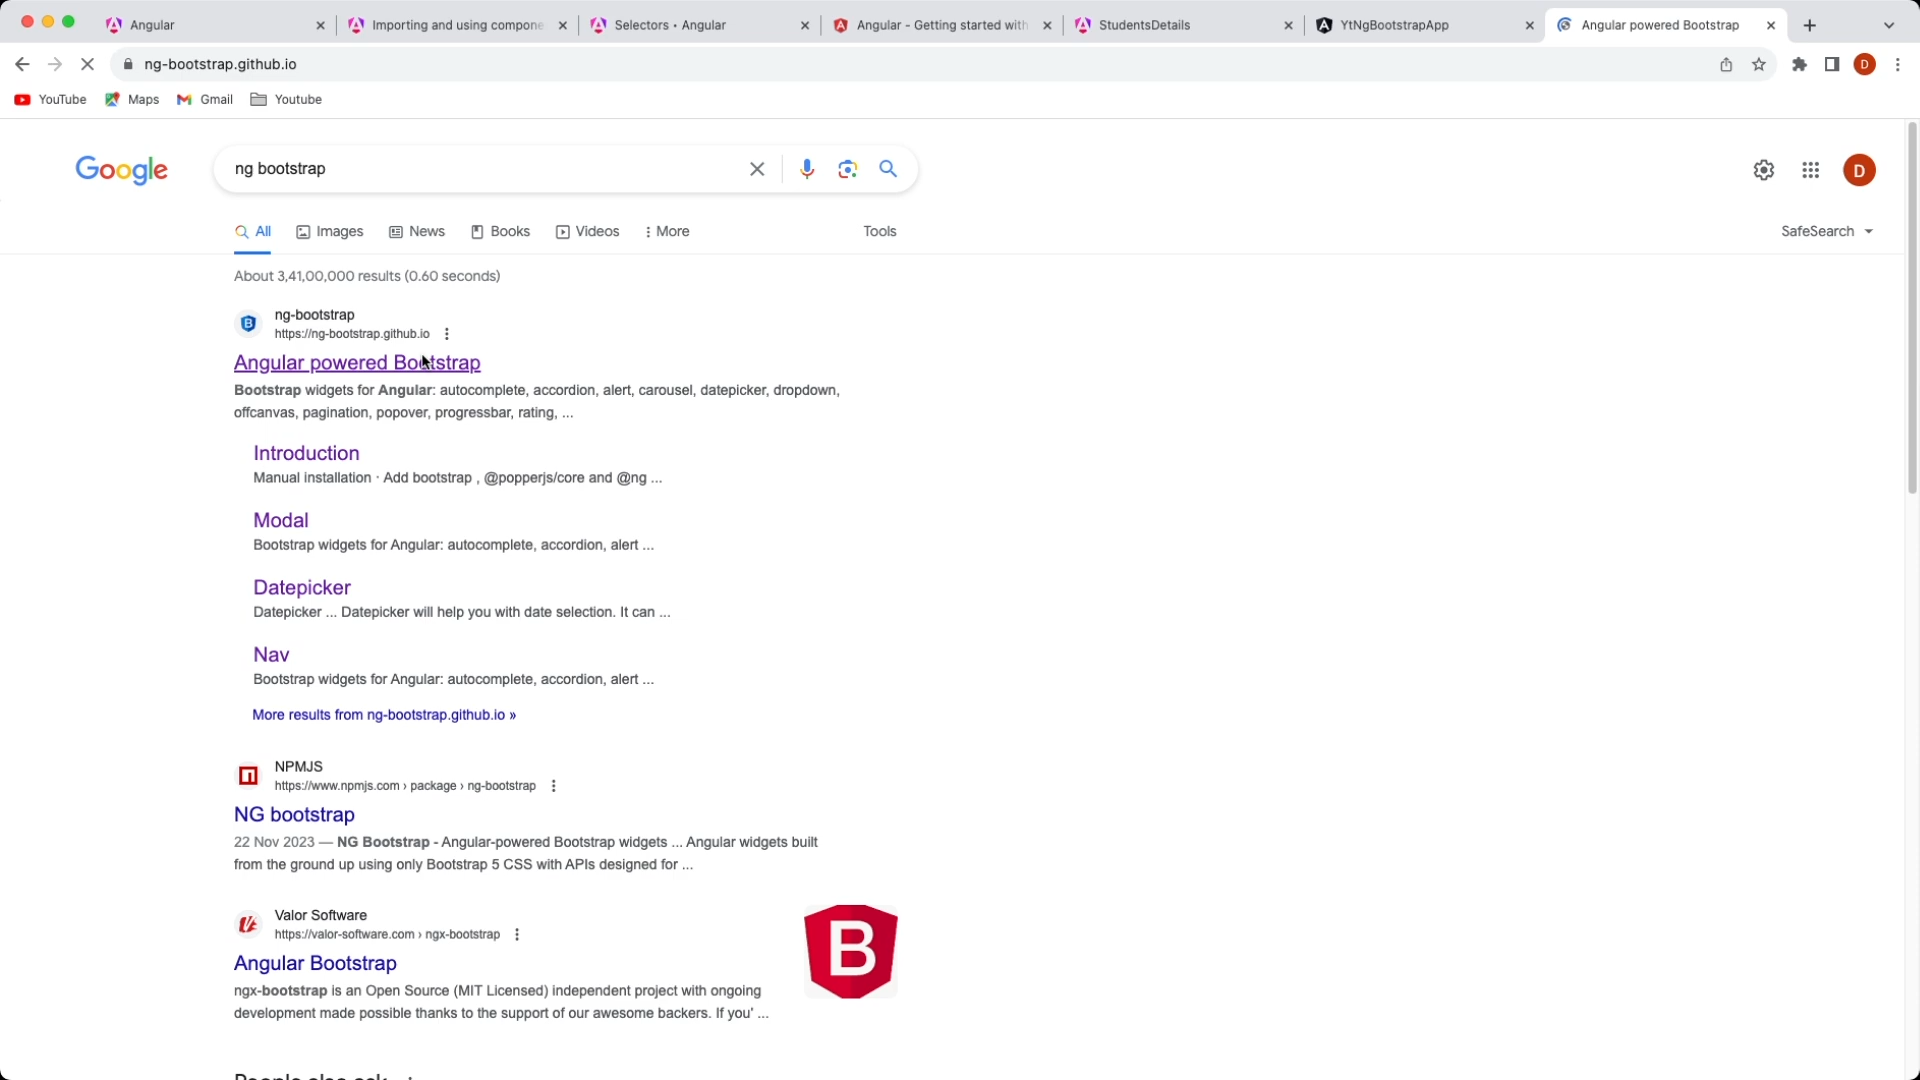 Angular
Importing and using compone
Selectors • Angular
Angular - Getting started with
StudentsDetails
YtNgBootstrapApp
Angular powered Bootstrap
ng-bootstrap.github.io
D
YouTube
Maps
Gmail
Youtube
Google
ng bootstrap
D
All
Images
News
Books
Videos
More
Tools
SafeSearch
About 3,41,00,000 results (0.60 seconds)
B
ng-bootstrap
https://ng-bootstrap.github.io
Angular powered Bootstrap
Bootstrap widgets for Angular: autocomplete, accordion, alert, carousel, datepicker, dropdown,
offcanvas, pagination, popover, progressbar, rating, ...
Introduction
Manual installation · Add bootstrap , @popperjs/core and @ng ...
Modal
Bootstrap widgets for Angular: autocomplete, accordion, alert ...
Datepicker
Datepicker ... Datepicker will help you with date selection. It can ...
Nav
Bootstrap widgets for Angular: autocomplete, accordion, alert ...
More results from ng-bootstrap.github.io »
NPMJS
https://www.npmjs.com › package › ng-bootstrap
NG bootstrap
22 Nov 2023 — NG Bootstrap - Angular-powered Bootstrap widgets ... Angular widgets built
from the ground up using only Bootstrap 5 CSS with APIs designed for ...
Valor Software
https://valor-software.com › ngx-bootstrap
Angular Bootstrap
ngx-bootstrap is an Open Source (MIT Licensed) independent project with ongoing
development made possible thanks to the support of our awesome backers. If you' ...
B
People also ask